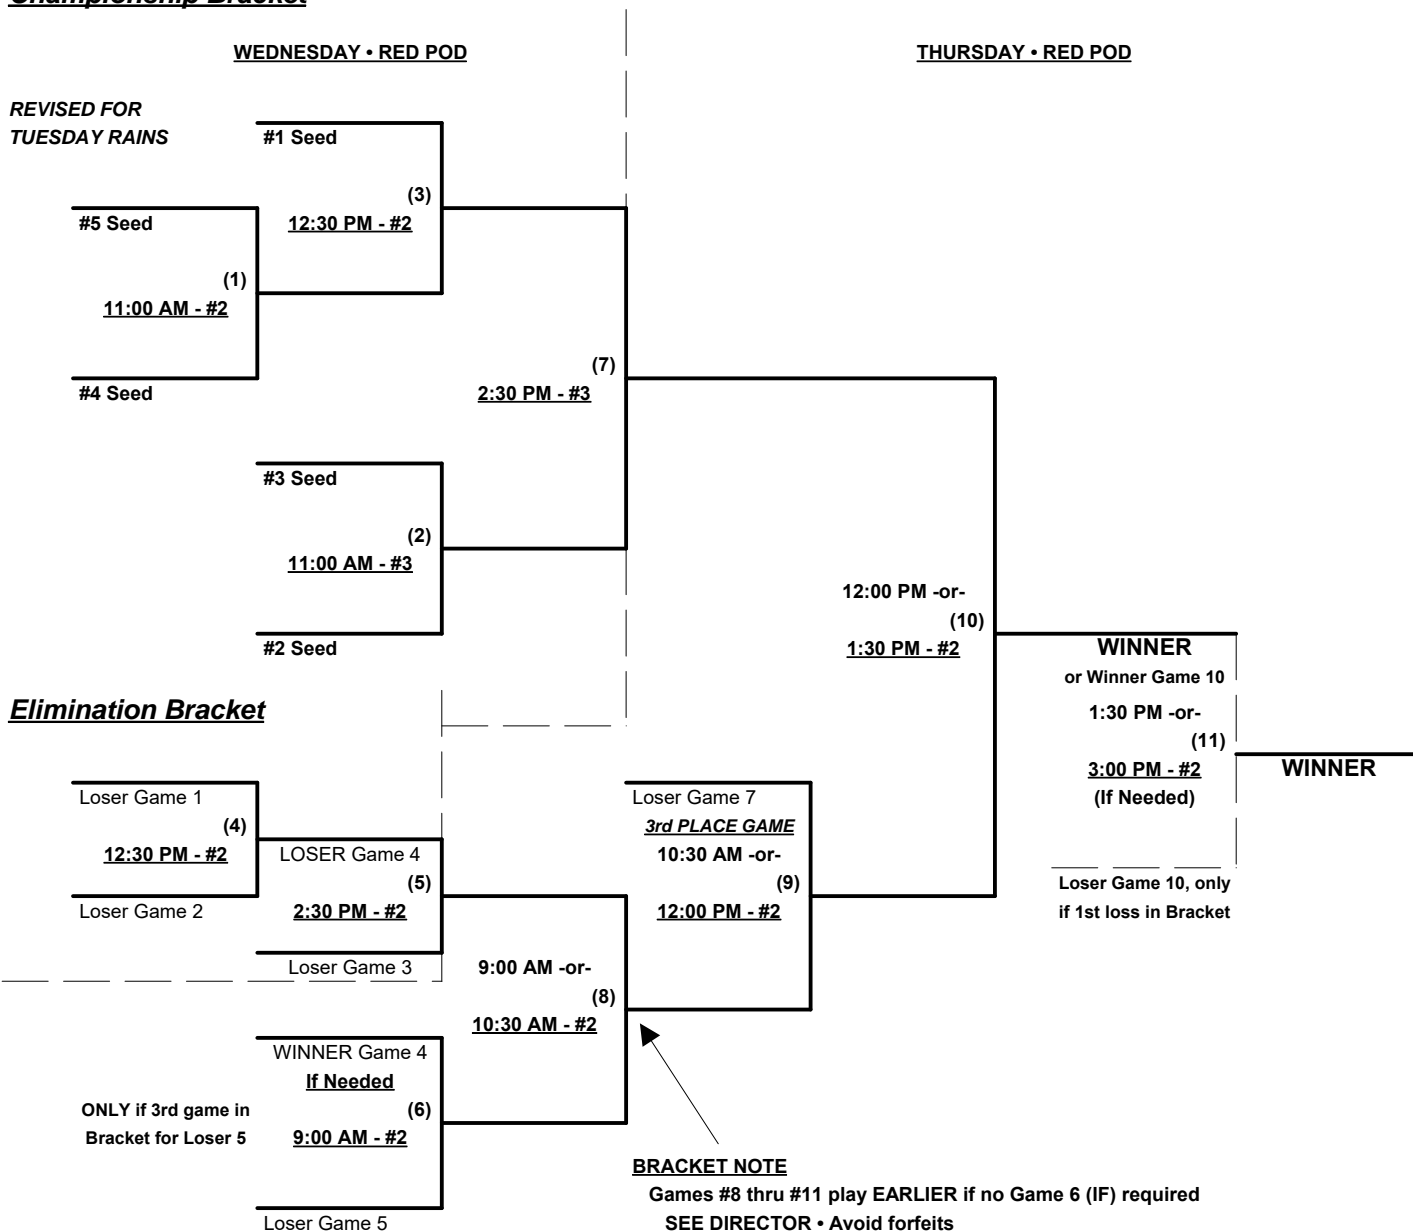 Championship Bracket
WEDNESDAY • RED POD
THURSDAY • RED POD
REVISED FOR
TUESDAY RAINS
#1 Seed
(3)
12:30 PM - #2
#5 Seed
(1)
11:00 AM - #2
#4 Seed
(7)
2:30 PM - #3
#3 Seed
(2)
11:00 AM - #3
#2 Seed
12:00 PM -or-
(10)
1:30 PM - #2
WINNER
or Winner Game 10
1:30 PM -or-
(11)
3:00 PM - #2
(If Needed)
WINNER
Loser Game 10, only
if 1st loss in Bracket
Elimination Bracket
Loser Game 1
(4)
12:30 PM - #2
Loser Game 2
LOSER Game 4
(5)
2:30 PM - #2
Loser Game 3
Loser Game 7
3rd PLACE GAME
10:30 AM -or-
(9)
12:00 PM - #2
9:00 AM -or-
(8)
10:30 AM - #2
WINNER Game 4
If Needed
(6)
9:00 AM - #2
ONLY if 3rd game in
Bracket for Loser 5
Loser Game 5
BRACKET NOTE
Games #8 thru #11 play EARLIER if no Game 6 (IF) required
SEE DIRECTOR • Avoid forfeits